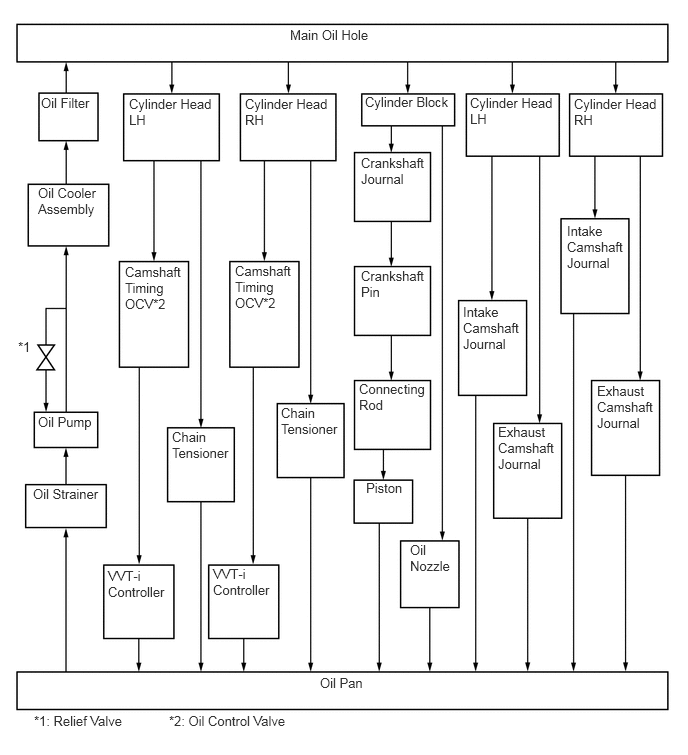 Main Oil Hole
Oil Filter
Cylinder Head
LH
Cylinder Head
RH
Cylinder Block
Cylinder Head
LH
Cylinder Head
RH
Oil Cooler
Assembly
Crankshaft
Journal
Camshaft
Timing
OCV*2
Camshaft
Timing
OCV*2
Crankshaft
Pin
Intake
Camshaft
Journal
Intake
Camshaft
Journal
*1
Oil Pump
Chain
Tensioner
Chain
Tensioner
Connecting
Rod
Exhaust
Camshaft
Journal
Exhaust
Camshaft
Journal
Oil Strainer
Piston
VVT-i
Controller
VVT-i
Controller
Oil
Nozzle
Oil Pan
*1: Relief Valve
*2: Oil Control Valve